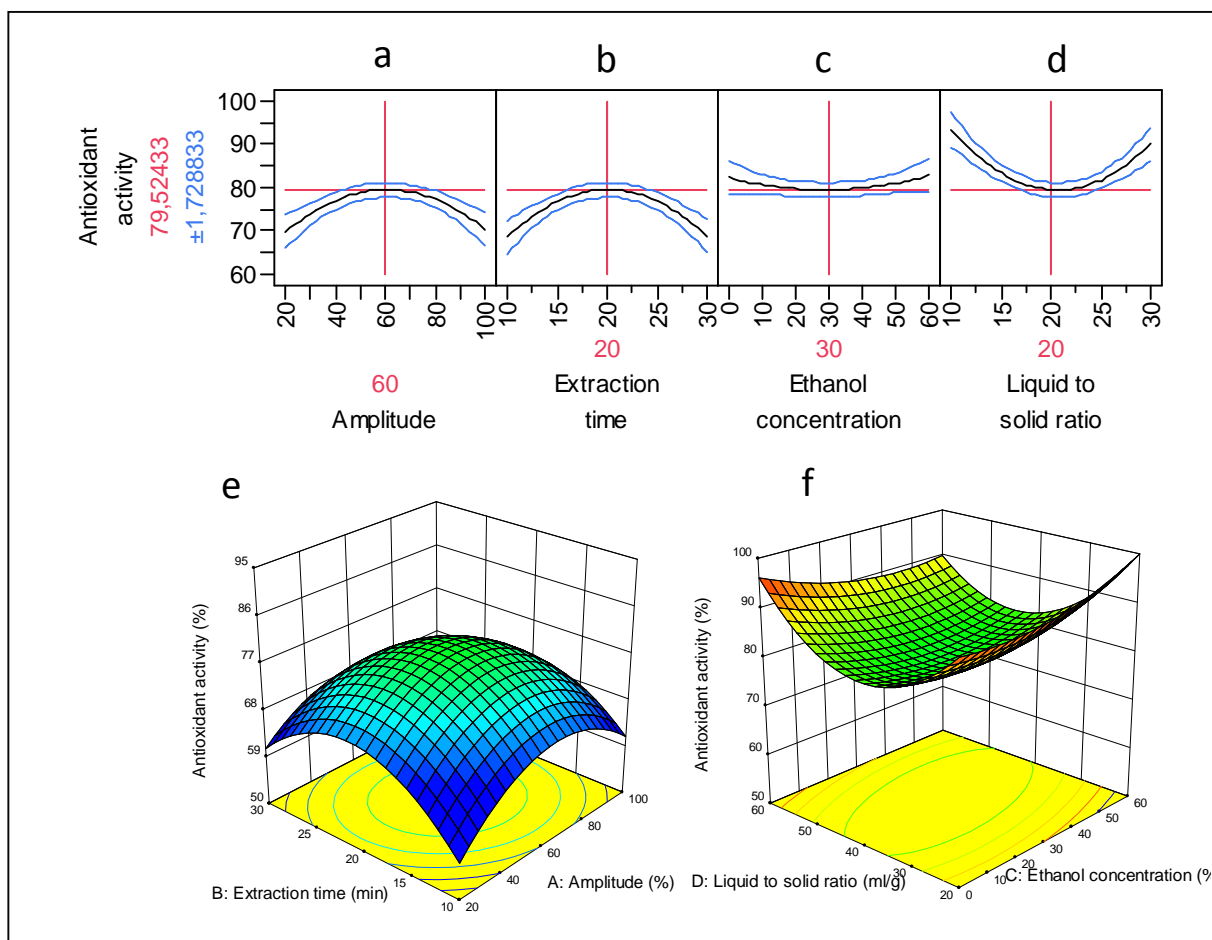 a b c d
Antioxidant
activity
79,52433
±1,728833
100
90
80
70
60
20 40 60 80 100 10 15 20 25 30 0 10 20 30 40 50 60 10 15 20 25 30
60
Amplitude
20
Extraction
time
30
Ethanol
concentration
20
Liquid to
solid ratio
e
Antioxidant activity (%)
95
86
77
68
59
50
30
25
20
15
10
20
40
60
80
100
B: Extraction time (min)
A: Amplitude (%)
f
Antioxidant activity (%)
100
90
80
70
60
50
60
50
40
30
20
0
10
20
30
40
50
60
D: Liquid to solid ratio (ml/g)
C: Ethanol concentration (%